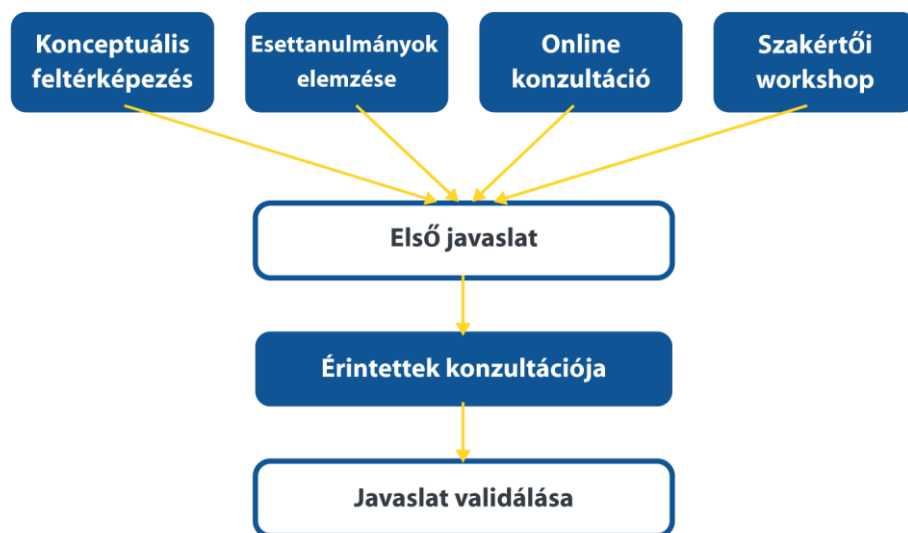 Konceptuális
feltérképezés
Esettanulmányok
elemzése
Online
konzultáció
Szakértői
workshop
Első javaslat
Érintettek konzultációja
Javaslat validálása